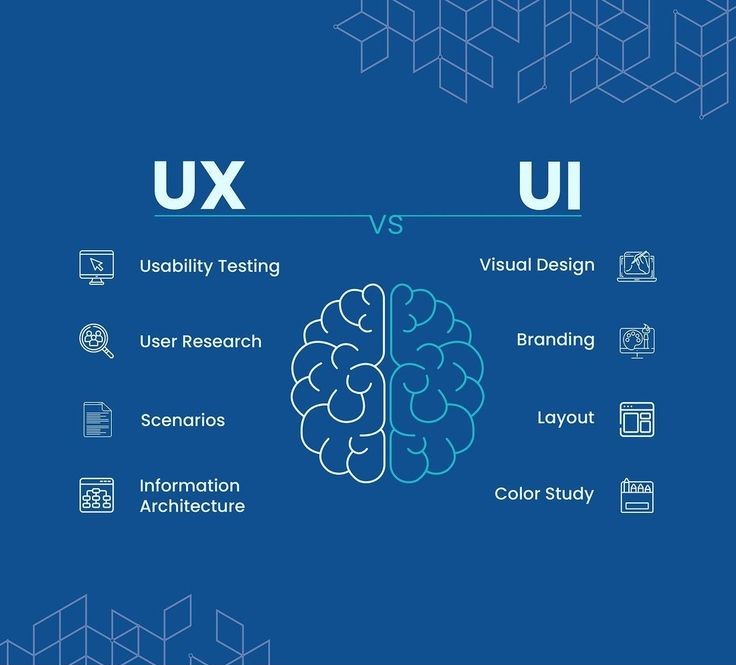 UX
VS
UI
Usability Testing
User Research
Scenarios
Information
Architecture
Visual Design
Branding
Layout
Color Study